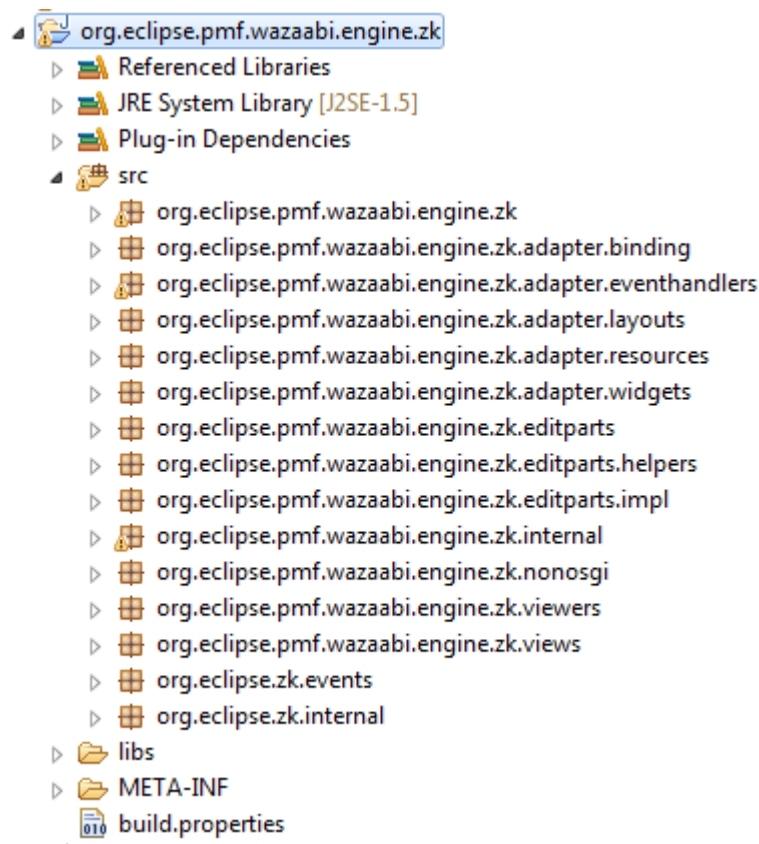 org.eclipse.pmf.wazaabi.engine.zk
Referenced Libraries
JRE System Library [J2SE-1.5]
Plug-in Dependencies
src
org.eclipse.pmf.wazaabi.engine.zk
org.eclipse.pmf.wazaabi.engine.zk.adapter.binding
org.eclipse.pmf.wazaabi.engine.zk.adapter.eventhandlers
org.eclipse.pmf.wazaabi.engine.zk.adapter.layouts
org.eclipse.pmf.wazaabi.engine.zk.adapter.resources
org.eclipse.pmf.wazaabi.engine.zk.adapter.widgets
org.eclipse.pmf.wazaabi.engine.zk.editparts
org.eclipse.pmf.wazaabi.engine.zk.editparts.helpers
org.eclipse.pmf.wazaabi.engine.zk.editparts.impl
org.eclipse.pmf.wazaabi.engine.zk.internal
org.eclipse.pmf.wazaabi.engine.zk.nonosgi
org.eclipse.pmf.wazaabi.engine.zk.viewers
org.eclipse.pmf.wazaabi.engine.zk.views
org.eclipse.zk.events
org.eclipse.zk.internal
libs
META-INF
010 build.properties